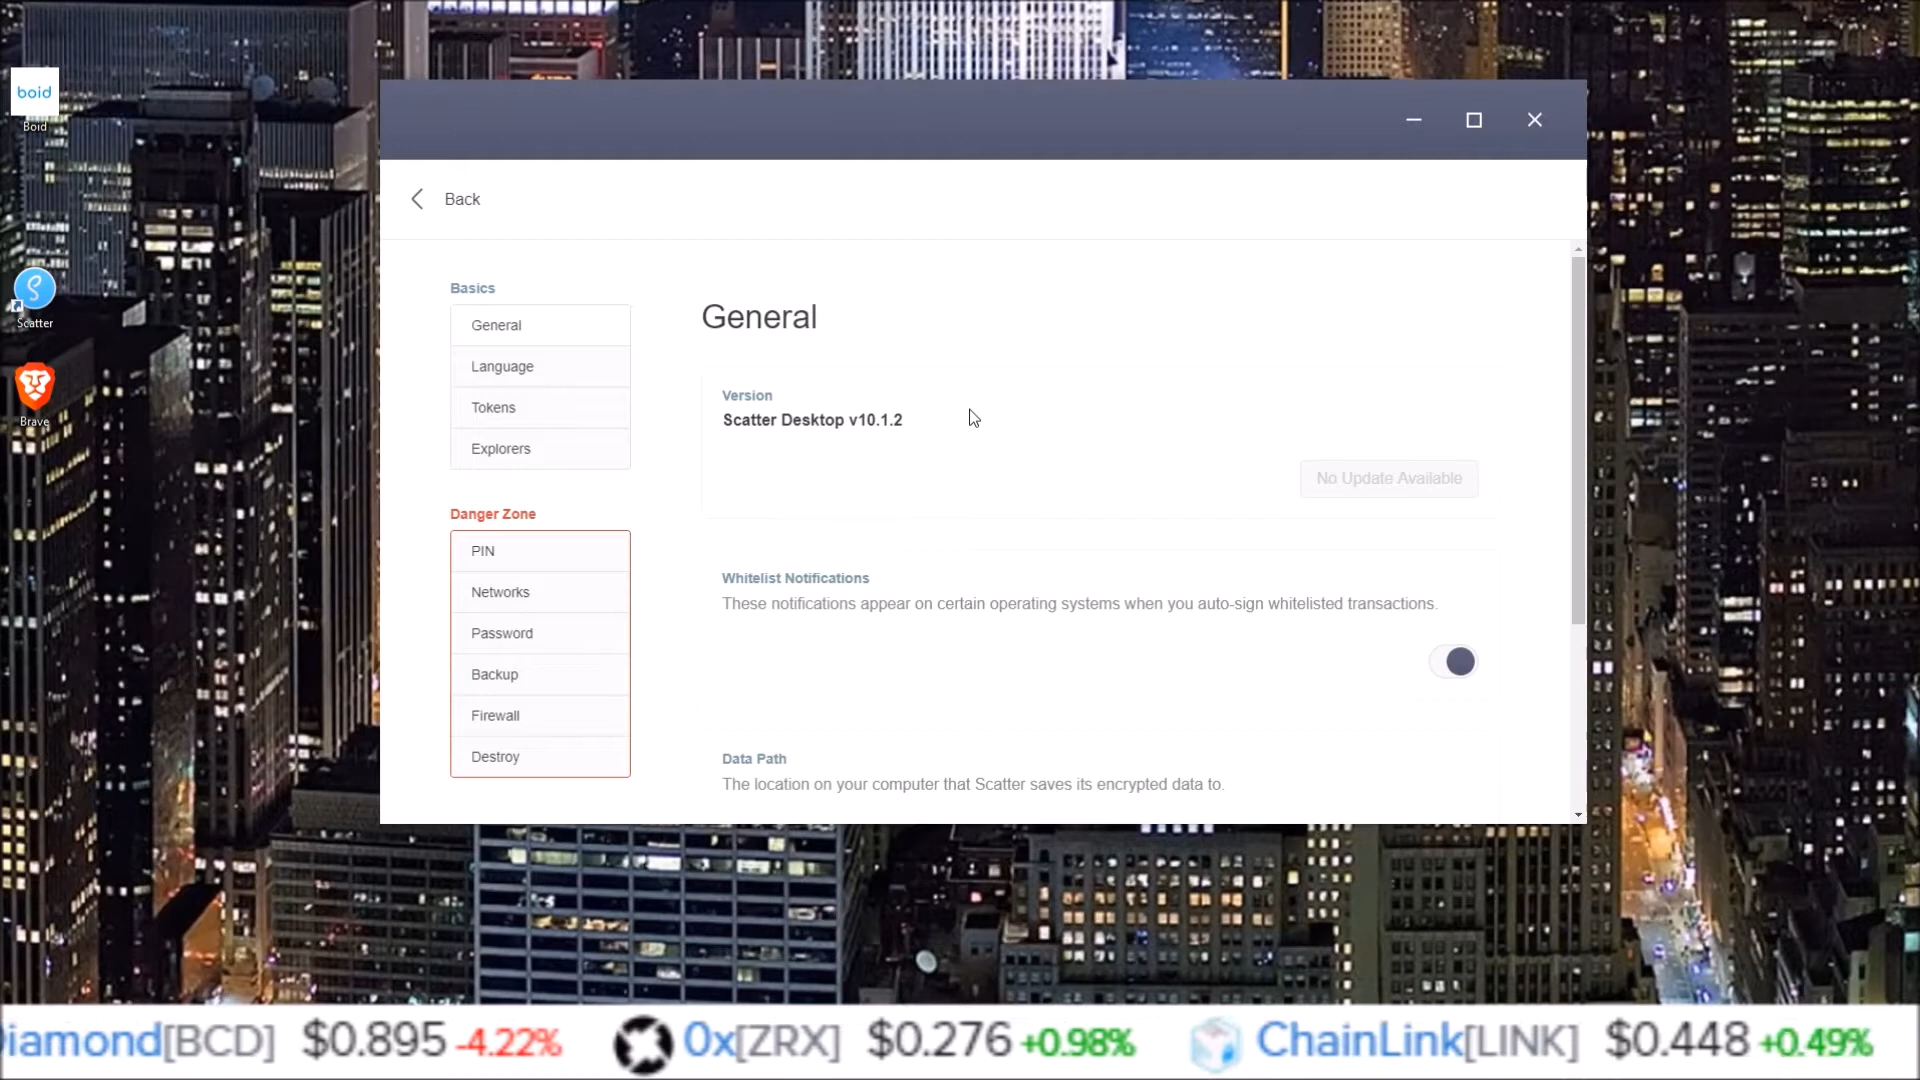 boid
Boid
Scatter
Brave
Back
Basics
General
Language
Tokens
Explorers
Danger Zone
PIN
Networks
Password
Backup
Firewall
Destroy
General
Version
Scatter Desktop v10.1.2
No Update Available
Whitelist Notifications
These notifications appear on certain operating systems when you auto-sign whitelisted transactions.
Data Path
The location on your computer that Scatter saves its encrypted data to.
iamond[BCD] $0.895 -4.22% 0x[ZRX] $0.276 +0.98% ChainLink[LINK] $0.448 +0.49%